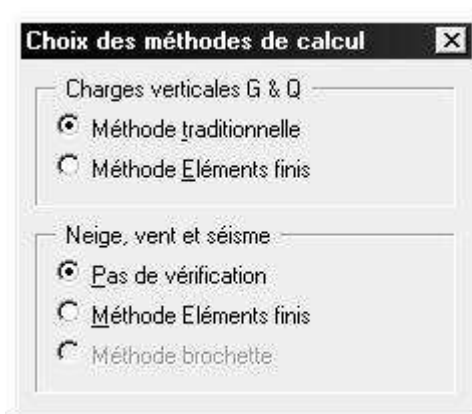 Choix des méthodes de calcul
Charges verticales G & Q
Méthode traditionnelle
Méthode Eléments finis
Neige, vent et séisme
Pas de vérification
Méthode Eléments finis
Méthode brochette